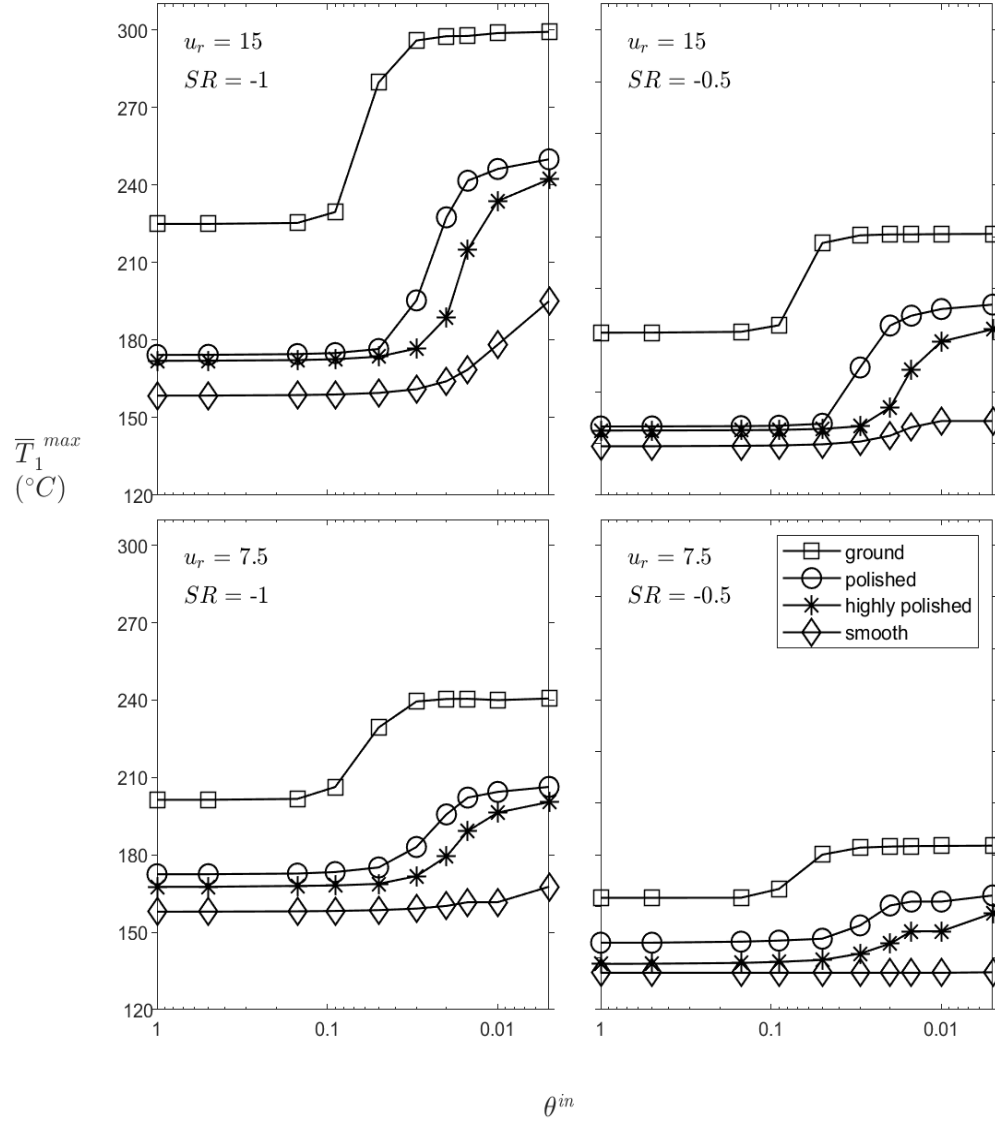 300
270
240
210
180
150
120
u_r = 15
SR = -1
u_r = 15
SR = -0.5
T̅₁ ᵐᵃˣ
(°C)
300
270
240
210
180
150
120
u_r = 7.5
SR = -1
u_r = 7.5
SR = -0.5
ground
polished
highly polished
smooth
1 0.1 0.01
1 0.1 0.01
θⁱⁿ